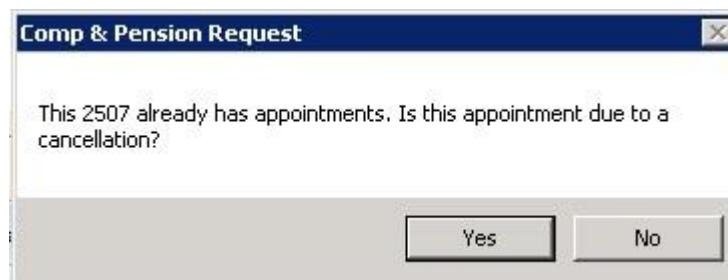 Comp & Pension Request
This 2507 already has appointments. Is this appointment due to a
cancellation?
Yes No